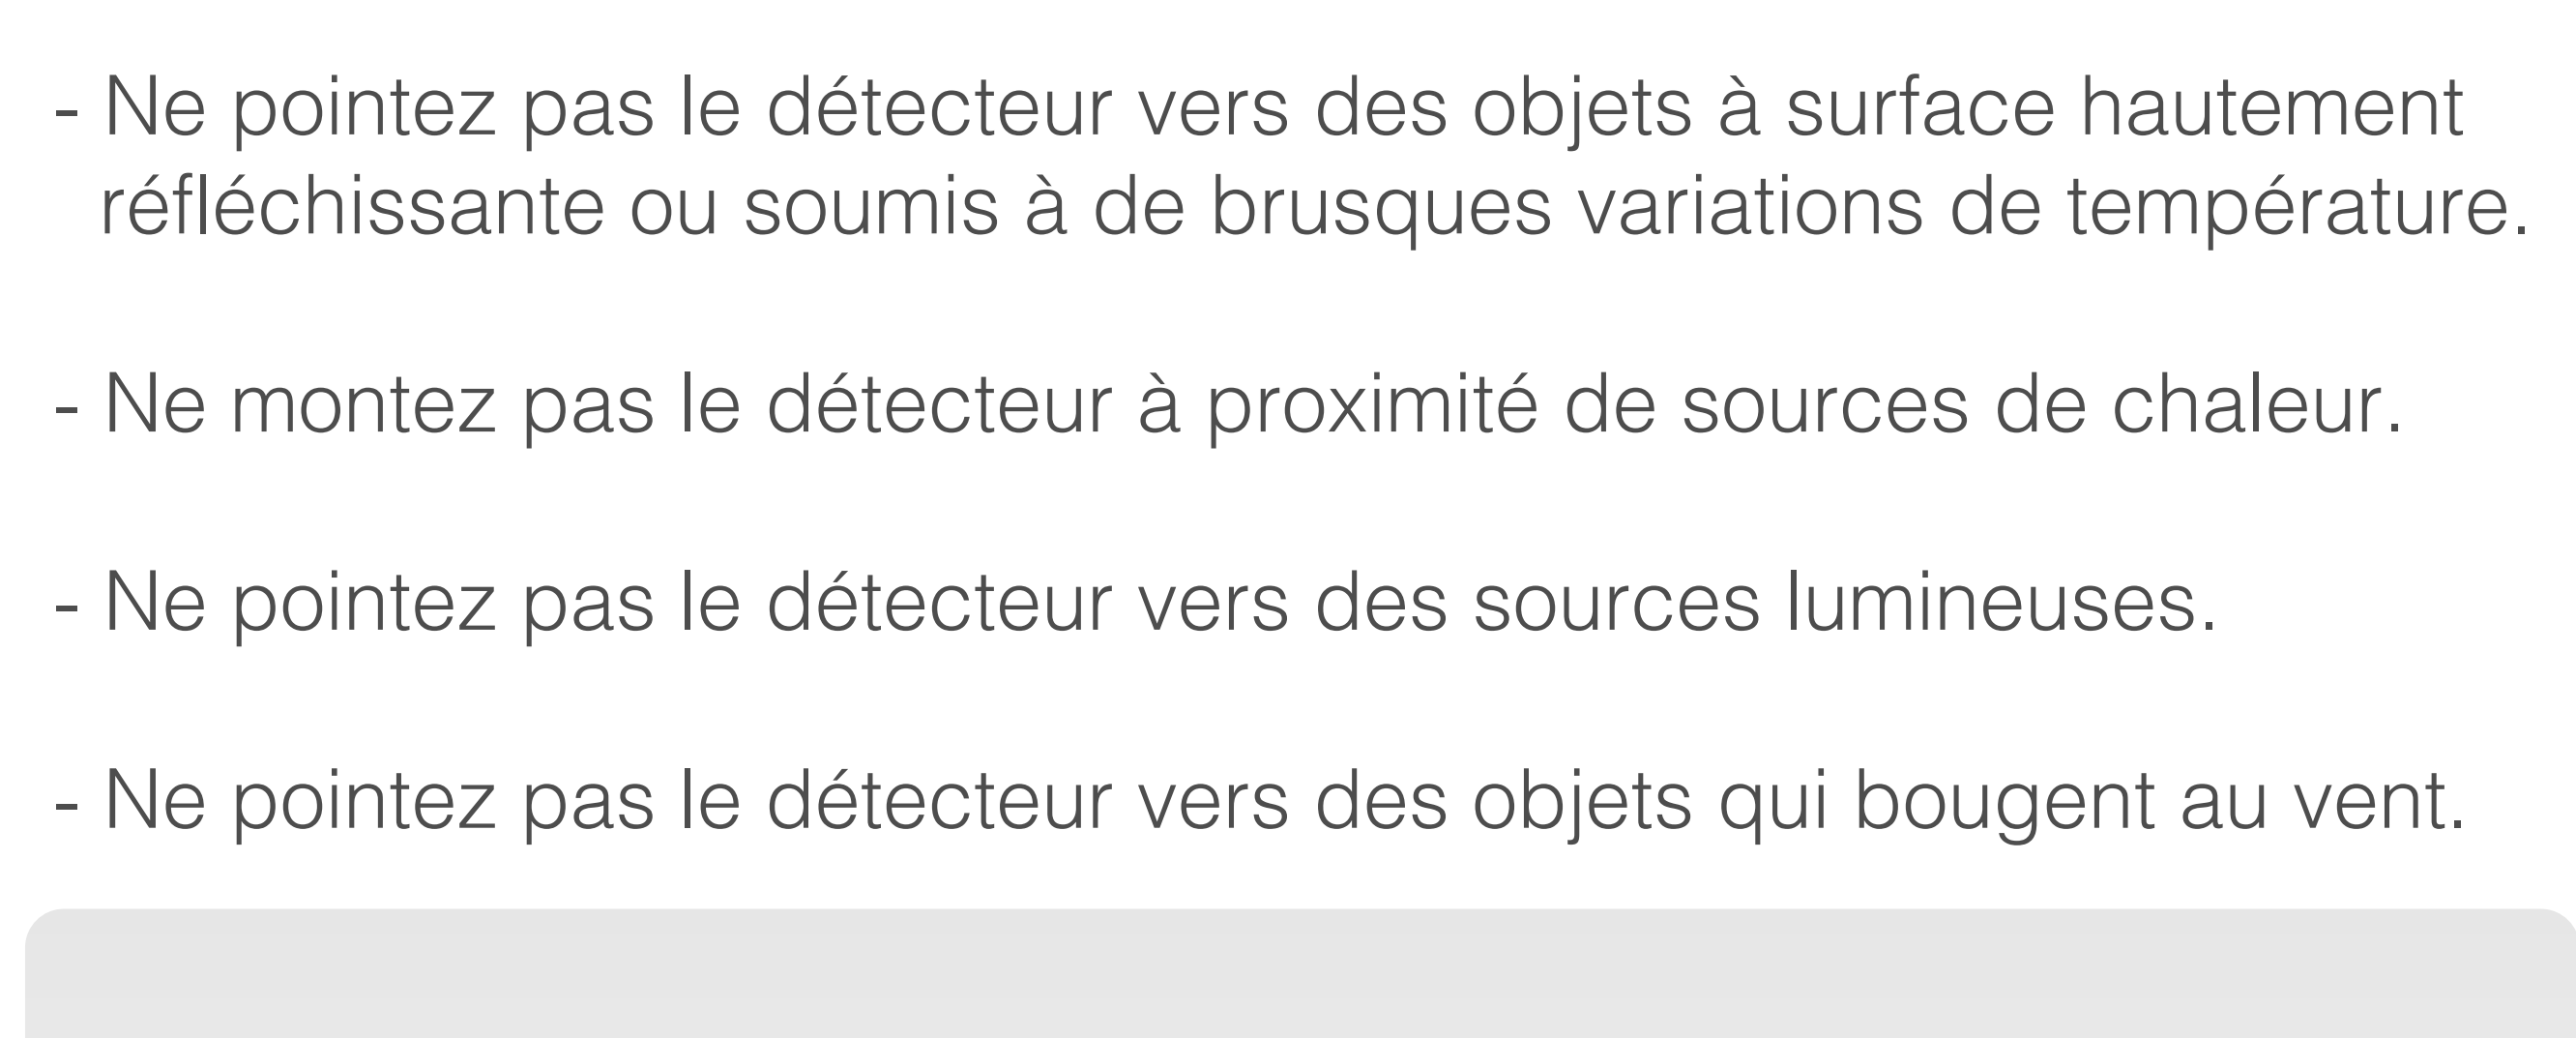 - Ne pointez pas le détecteur vers des objets à surface hautement
réfléchissante ou soumis à de brusques variations de température.
- Ne montez pas le détecteur à proximité de sources de chaleur.
- Ne pointez pas le détecteur vers des sources lumineuses.
- Ne pointez pas le détecteur vers des objets qui bougent au vent.